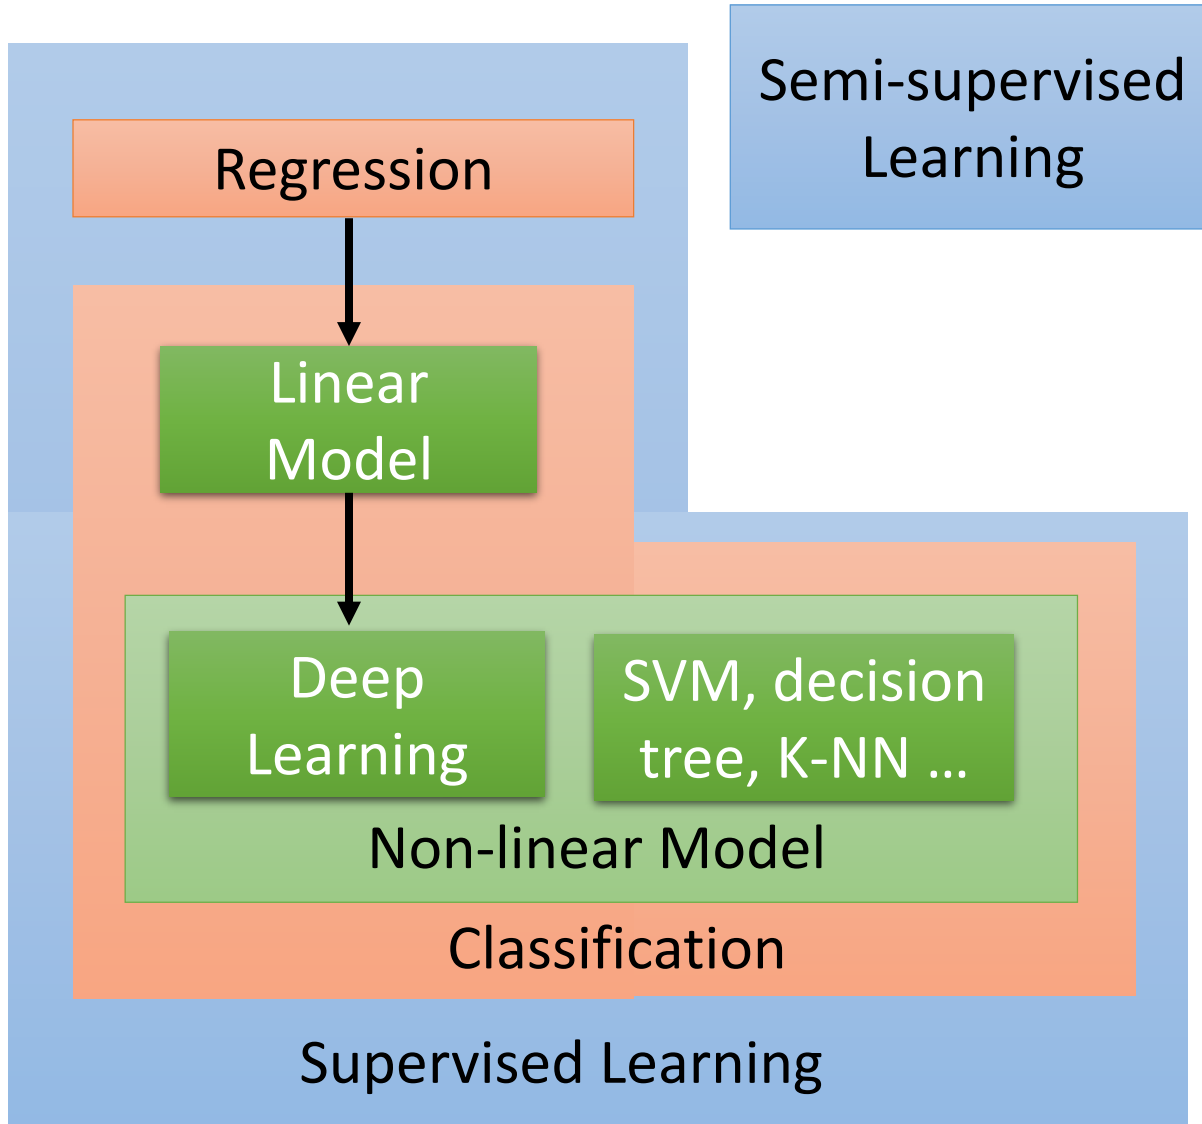 Semi-supervised
Learning
Regression
Linear
Model
Deep
Learning
SVM, decision
tree, K-NN ...
Non-linear Model
Classification
Supervised Learning